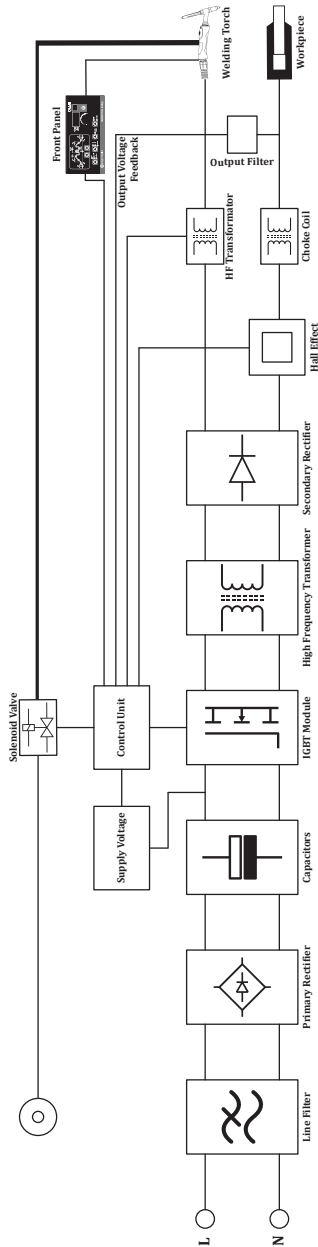 L
N
Line Filter
Primary Rectifier
Capacitors
IGBT Module
High Frequency Transformer
Secondary Rectifier
Hall Effect
HF Transformator
Choke Coil
Output Filter
Welding Torch
Workpiece
Supply Voltage
Control Unit
Solenoid Valve
Output Voltage
Feedback
Front Panel